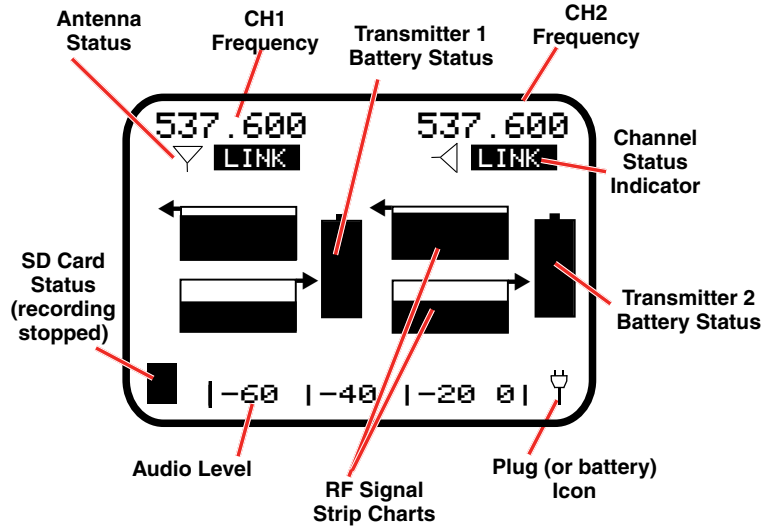 Antenna
Status
CH1
Frequency
Transmitter 1
Battery Status
CH2
Frequency
537.600
537.600
LINK
LINK
Channel
Status
Indicator
SD Card
Status
(recording
stopped)
Transmitter 2
Battery Status
|-60 |-40 |-20 0|
Audio Level
RF Signal
Strip Charts
Plug (or battery)
Icon